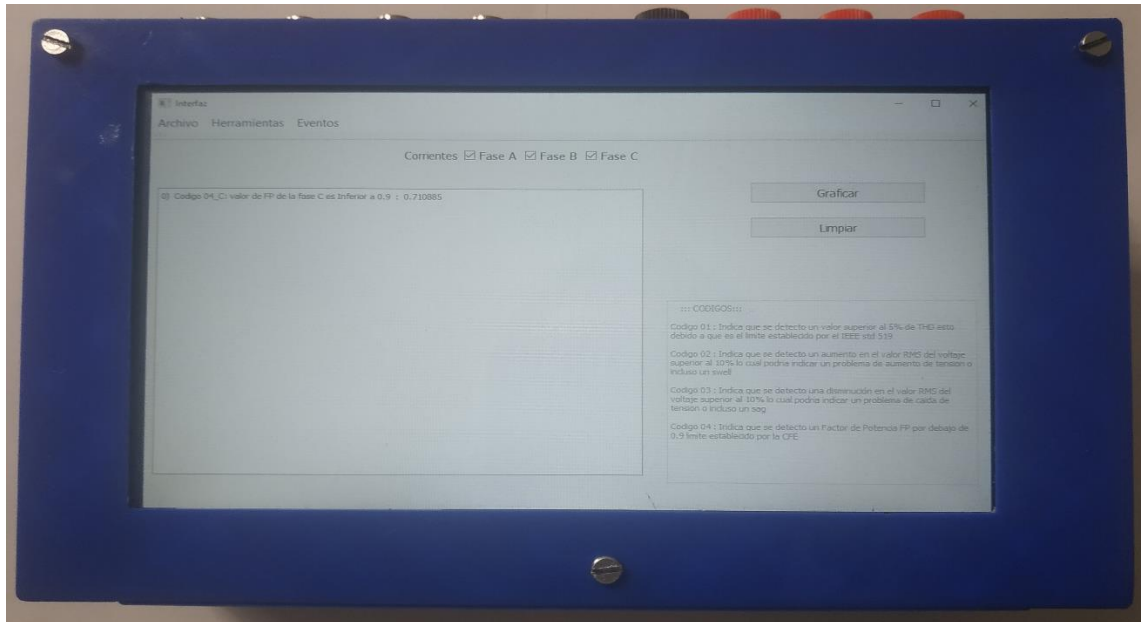 Interfaz
Archivo Herramientas Eventos
Corrientes Fase A Fase B Fase C
0) Codigo 04_C: valor de FP de la fase C es Inferior a 0.9 : 0.710885
Graficar
Limpiar
::: CODIGOS:::
Codigo 01 : Indica que se detecto un valor superior al 5% de THD esto
debido a que es el limite establecido por el IEEE std 519
Codigo 02 : Indica que se detecto un aumento en el valor RMS del voltaje
superior al 10% lo cual podria indicar un problema de aumento de tension o
incluso un swell
Codigo 03 : Indica que se detecto una disminución en el valor RMS del
voltaje superior al 10% lo cual podria indicar un problema de caida de
tension o incluso un sag
Codigo 04 : Indica que se detecto un Factor de Potencia FP por debajo de
0.9 limite establecido por la CFE